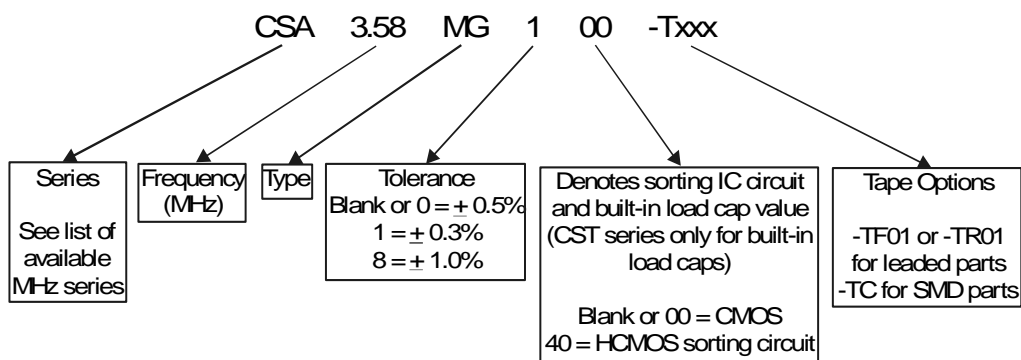 CSA 3.58 MG 1 00 -Txxx
Series
See list of
available
MHz series
Frequency
(MHz)
Type
Tolerance
Blank or 0 = ± 0.5%
1 = ± 0.3%
8 = ± 1.0%
Denotes sorting IC circuit
and built-in load cap value
(CST series only for built-in
load caps)
Blank or 00 = CMOS
40 = HCMOS sorting circuit
Tape Options
-TF01 or -TR01
for leaded parts
-TC for SMD parts